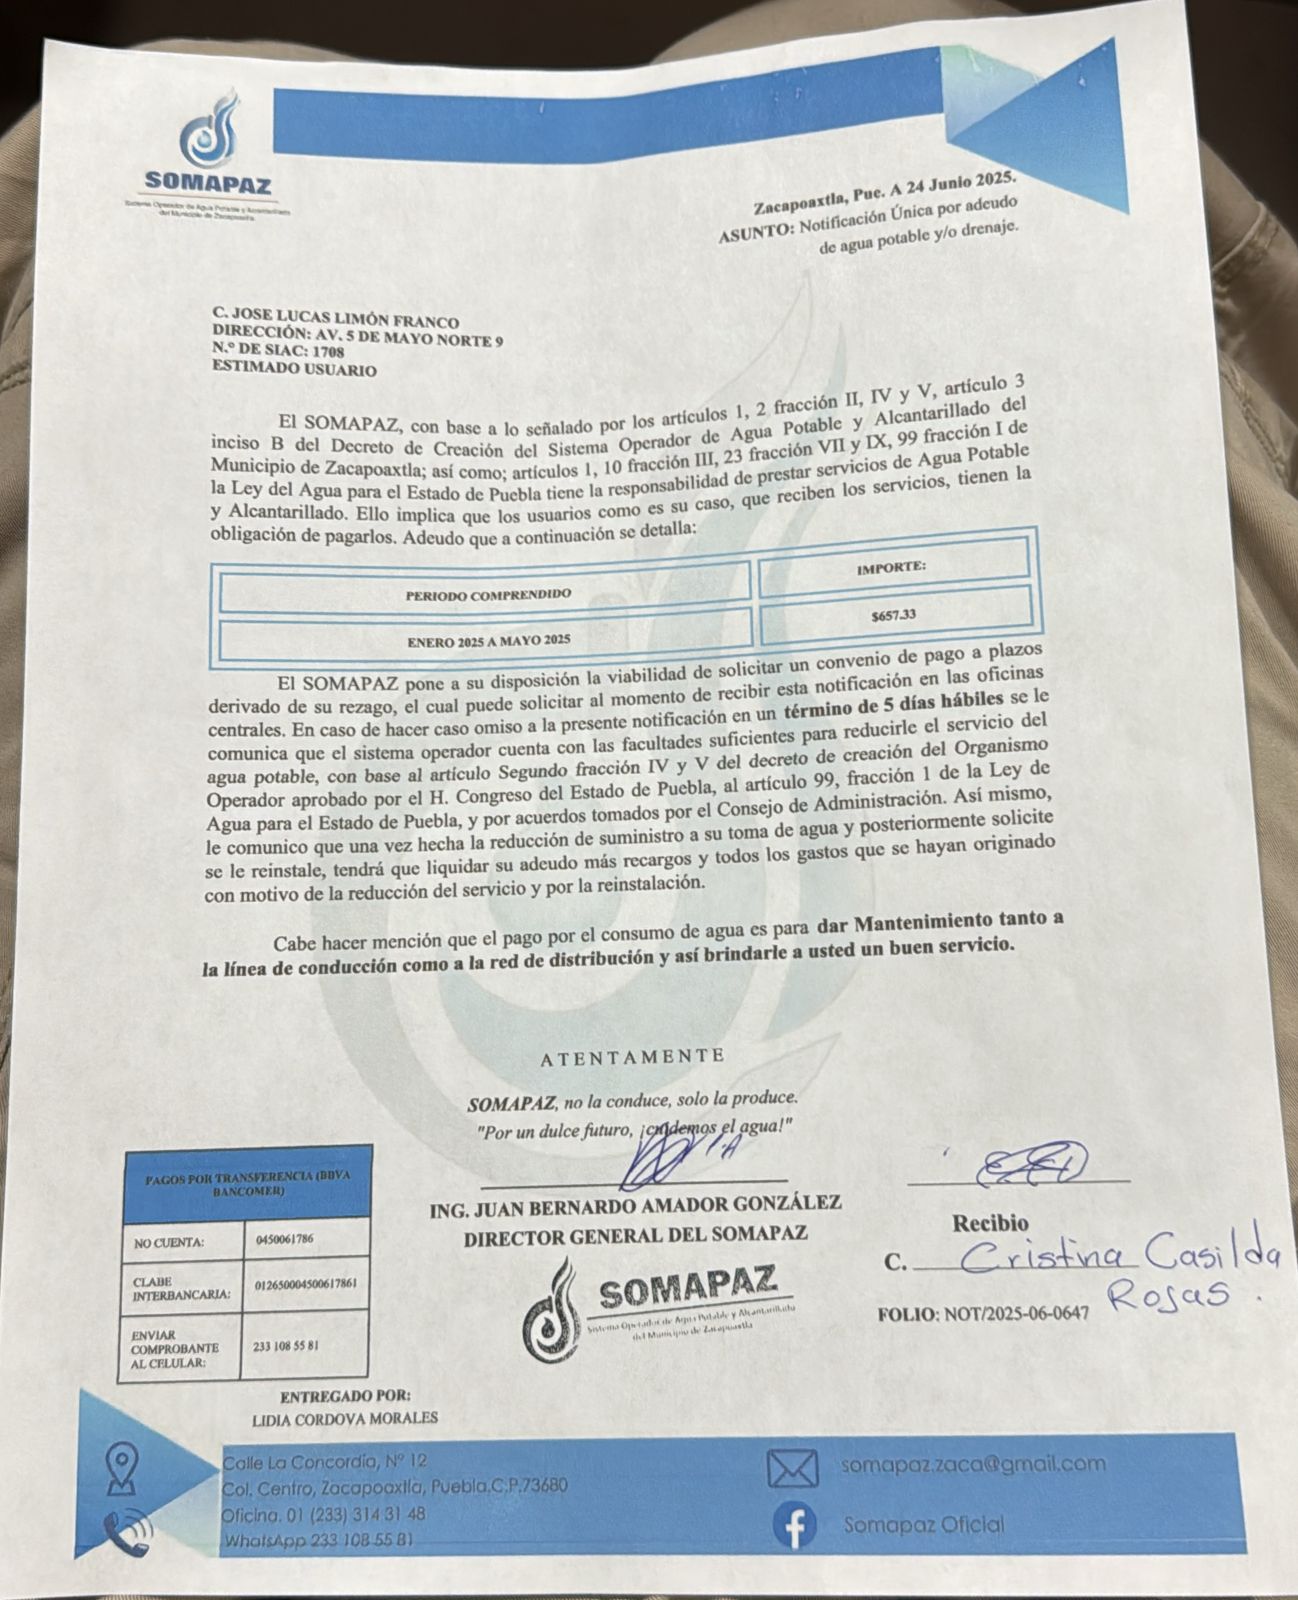 SOMAPAZ
Sistema Operador de Agua Potable y Alcantarillado
del Municipio de Zacapoaxtla.
Zacapoaxtla, Pue. A 24 Junio 2025.
ASUNTO: Notificación Única por adeudo
de agua potable y/o drenaje.
C. JOSE LUCAS LIMÓN FRANCO
DIRECCIÓN: AV. 5 DE MAYO NORTE 9
N.º DE SIAC: 1708
ESTIMADO USUARIO
El SOMAPAZ, con base a lo señalado por los artículos 1, 2 fracción II, IV y V, artículo 3
inciso B del Decreto de Creación del Sistema Operador de Agua Potable y Alcantarillado del
Municipio de Zacapoaxtla; así como; artículos 1, 10 fracción III, 23 fracción VII y IX, 99 fracción I de
la Ley del Agua para el Estado de Puebla tiene la responsabilidad de prestar servicios de Agua Potable
y Alcantarillado. Ello implica que los usuarios como es su caso, que reciben los servicios, tienen la
obligación de pagarlos. Adeudo que a continuación se detalla:
PERIODO COMPRENDIDO IMPORTE:
ENERO 2025 A MAYO 2025 $657.33
El SOMAPAZ pone a su disposición la viabilidad de solicitar un convenio de pago a plazos
derivado de su rezago, el cual puede solicitar al momento de recibir esta notificación en las oficinas
centrales. En caso de hacer caso omiso a la presente notificación en un término de 5 días hábiles se le
comunica que el sistema operador cuenta con las facultades suficientes para reducirle el servicio del
agua potable, con base al artículo Segundo fracción IV y V del decreto de creación del Organismo
Operador aprobado por el H. Congreso del Estado de Puebla, al artículo 99, fracción 1 de la Ley de
Agua para el Estado de Puebla, y por acuerdos tomados por el Consejo de Administración. Así mismo,
le comunico que una vez hecha la reducción de suministro a su toma de agua y posteriormente solicite
se le reinstale, tendrá que liquidar su adeudo más recargos y todos los gastos que se hayan originado
con motivo de la reducción del servicio y por la reinstalación.
Cabe hacer mención que el pago por el consumo de agua es para dar Mantenimiento tanto a
la línea de conducción como a la red de distribución y así brindarle a usted un buen servicio.
ATENTAMENTE
SOMAPAZ, no la conduce, solo la produce.
"Por un dulce futuro, ¡cuidemos el agua!"
ING. JUAN BERNARDO AMADOR GONZÁLEZ
DIRECTOR GENERAL DEL SOMAPAZ
SOMAPAZ
Sistema Operador de Agua Potable y Alcantarillado
del Municipio de Zacapoaxtla
Recibio
C. Cristina Casilda
Rosas.
FOLIO: NOT/2025-06-0647
PAGOS POR TRANSFERENCIA (BBVA
BANCOMER)
NO CUENTA: 0450061786
CLABE
INTERBANCARIA: 012650004500617861
ENVIAR
COMPROBANTE
AL CELULAR: 233 108 55 81
ENTREGADO POR:
LIDIA CORDOVA MORALES
Calle La Concordia, Nº 12
Col. Centro, Zacapoaxtla, Puebla.C.P.73680
Oficina. 01 (233) 314 31 48
WhatsApp 233 108 55 81
somapaz.zaca@gmail.com
Somapaz Oficial